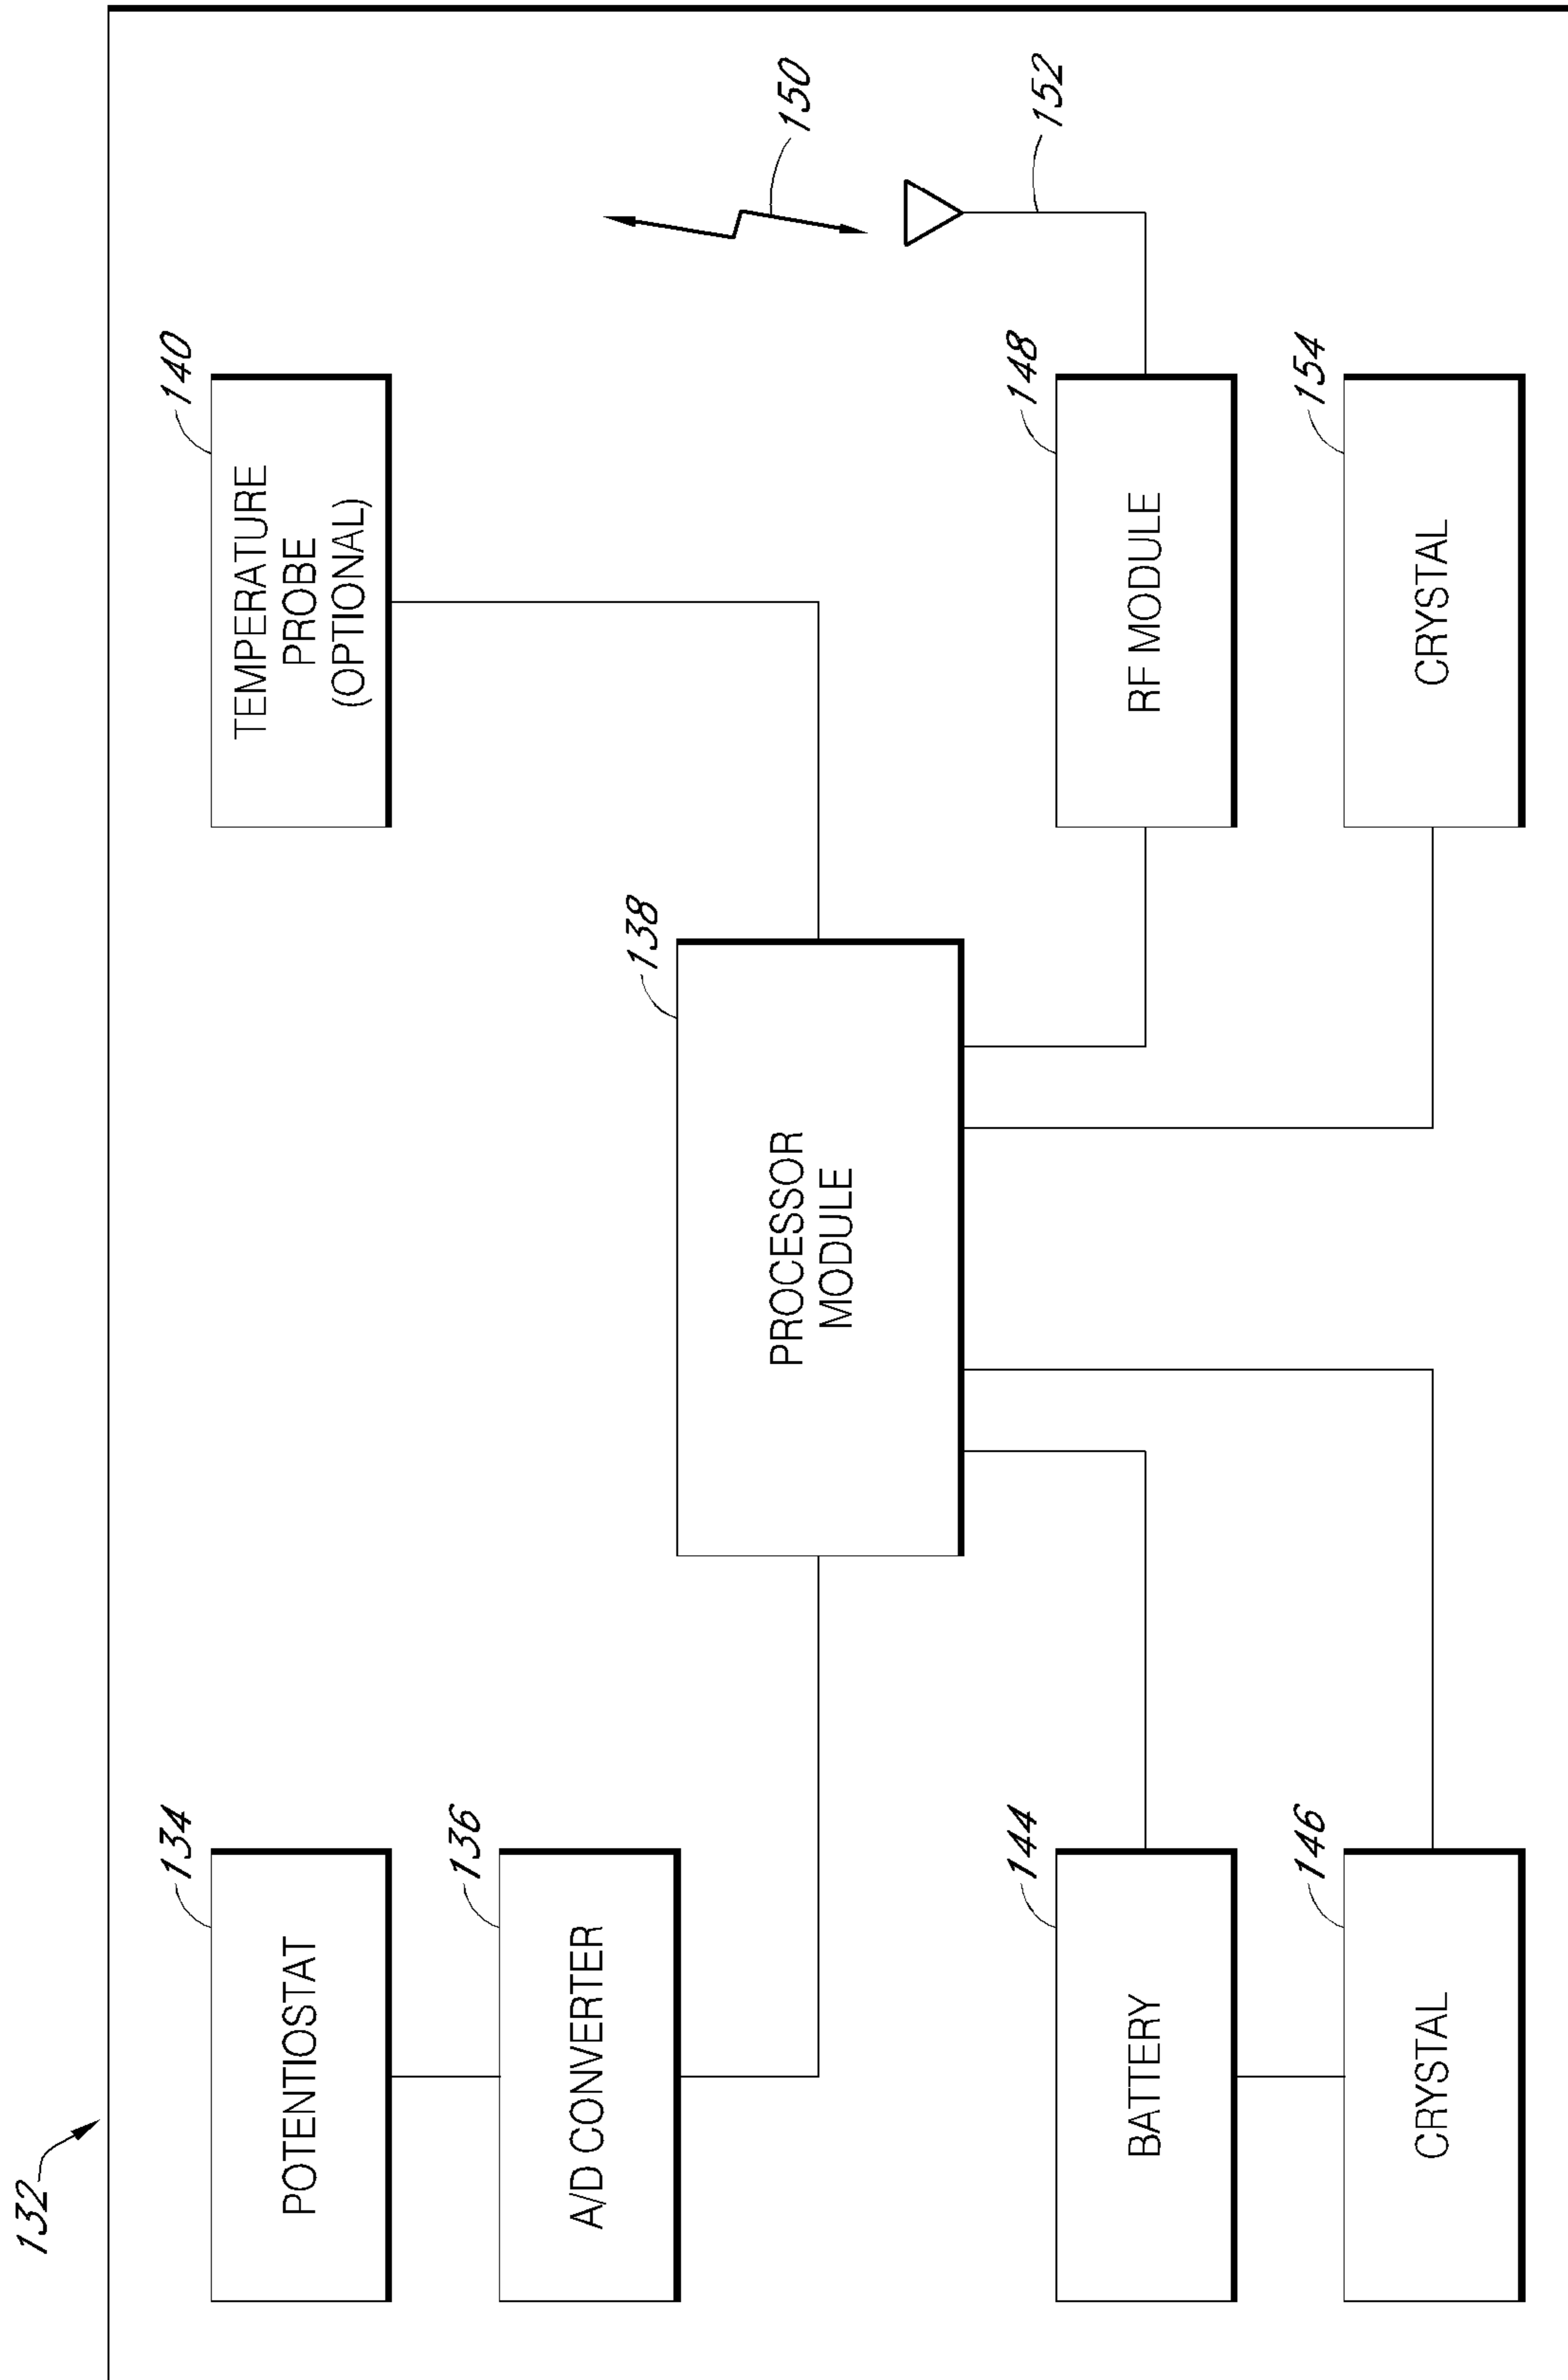 132
134
POTENTIOSTAT
136
A/D CONVERTER
138
PROCESSOR
MODULE
140
TEMPERATURE
PROBE
(OPTIONAL)
150
152
144
BATTERY
146
CRYSTAL
148
RF MODULE
154
CRYSTAL